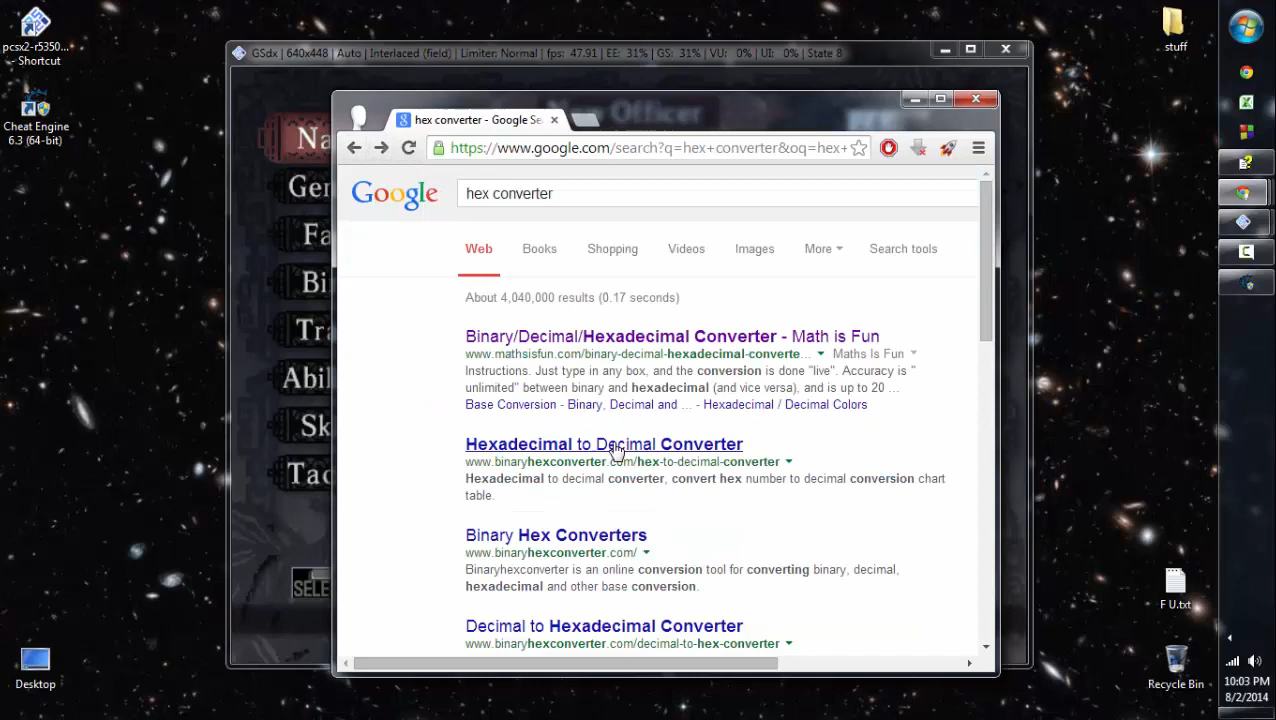 pcsx2-r5350...
- Shortcut
Cheat Engine
6.3 (64-bit)
Desktop
GSdx | 640x448 | Auto | Interlaced (field) | Limiter: Normal | fps: 47.91 | EE: 31% | GS: 31% | VU: 0% | UI: 0% | State 8
Na
Gen
Fa
Bi
Tra
Abil
Sk
Tac
SELE
hex converter - Google Se
https://www.google.com/search?q=hex+converter&oq=hex+
Google
hex converter
Web Books Shopping Videos Images More Search tools
About 4,040,000 results (0.17 seconds)
Binary/Decimal/Hexadecimal Converter - Math is Fun
www.mathsisfun.com/binary-decimal-hexadecimal-converte... Maths Is Fun
Instructions. Just type in any box, and the conversion is done "live". Accuracy is "
unlimited" between binary and hexadecimal (and vice versa), and is up to 20 ...
Base Conversion - Binary, Decimal and ... - Hexadecimal / Decimal Colors
Hexadecimal to Decimal Converter
www.binaryhexconverter.com/hex-to-decimal-converter
Hexadecimal to decimal converter, convert hex number to decimal conversion chart
table.
Binary Hex Converters
www.binaryhexconverter.com/
Binaryhexconverter is an online conversion tool for converting binary, decimal,
hexadecimal and other base conversion.
Decimal to Hexadecimal Converter
www.binaryhexconverter.com/decimal-to-hex-converter
stuff
F U.txt
Recycle Bin
10:03 PM
8/2/2014